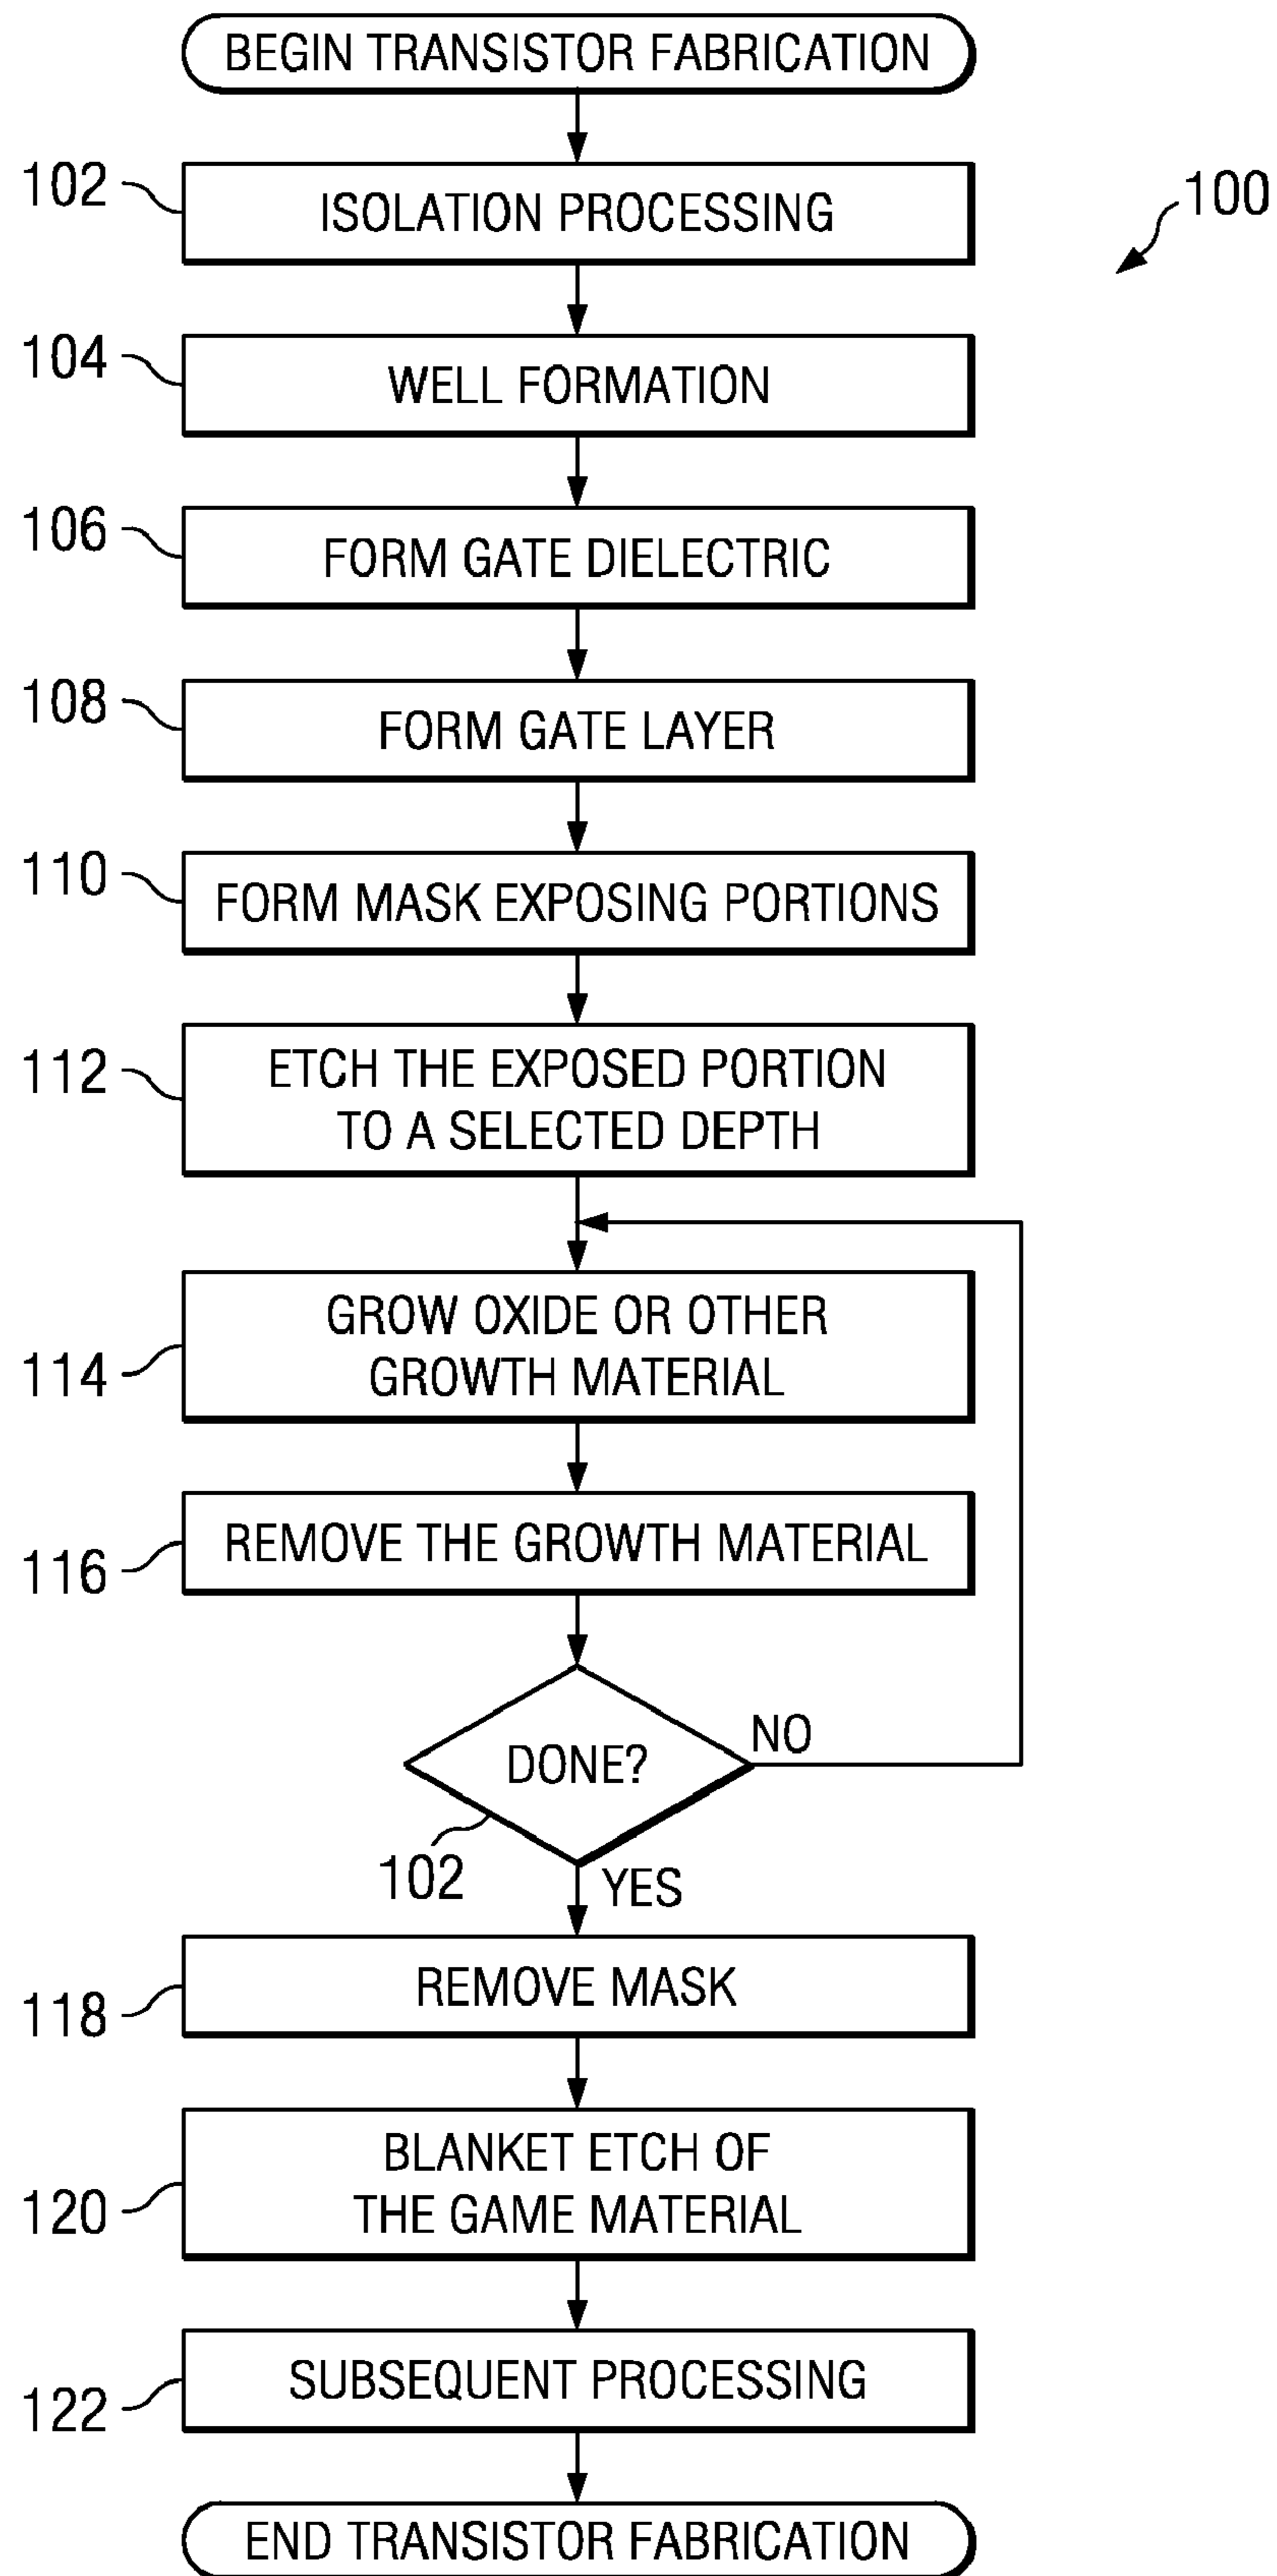 BEGIN TRANSISTOR FABRICATION
100
102
ISOLATION PROCESSING
104
WELL FORMATION
106
FORM GATE DIELECTRIC
108
FORM GATE LAYER
110
FORM MASK EXPOSING PORTIONS
112
ETCH THE EXPOSED PORTION
TO A SELECTED DEPTH
114
GROW OXIDE OR OTHER
GROWTH MATERIAL
116
REMOVE THE GROWTH MATERIAL
DONE?
NO
102
YES
118
REMOVE MASK
120
BLANKET ETCH OF
THE GAME MATERIAL
122
SUBSEQUENT PROCESSING
END TRANSISTOR FABRICATION